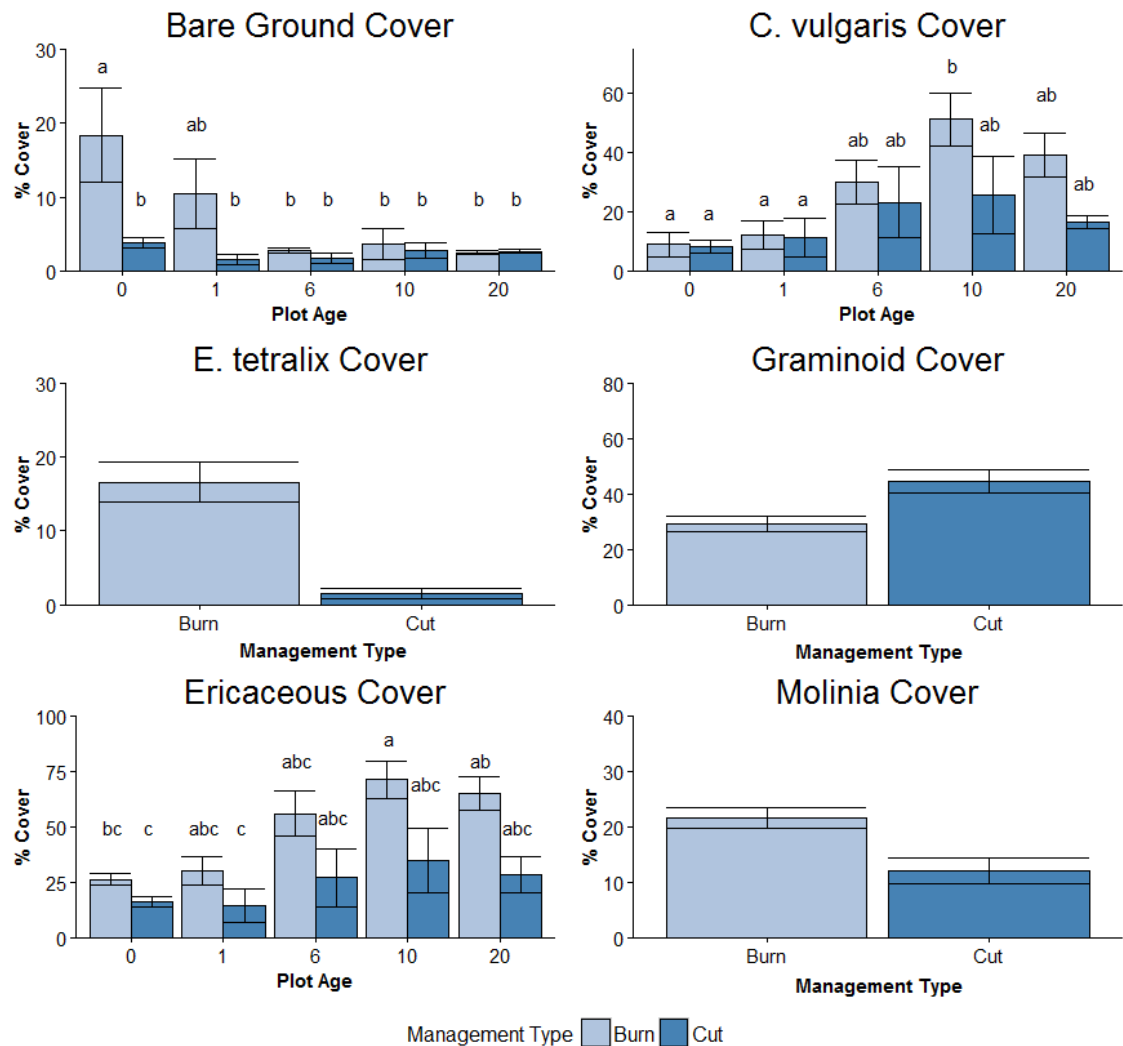 Bare Ground Cover
30
20
10
0
% Cover
a
b
ab
b
b
b
b
b
b
b
0 1 6 10 20
Plot Age
C. vulgaris Cover
60
40
20
0
% Cover
a
a
a
a
ab
ab
b
ab
ab
ab
0 1 6 10 20
Plot Age
E. tetralix Cover
30
20
10
0
% Cover
Burn Cut
Management Type
Graminoid Cover
80
60
40
20
0
% Cover
Burn Cut
Management Type
Ericaceous Cover
100
75
50
25
0
% Cover
bc
c
abc
c
abc
abc
a
abc
ab
abc
0 1 6 10 20
Plot Age
Molinia Cover
40
30
20
10
0
% Cover
Burn Cut
Management Type
Management Type Burn Cut